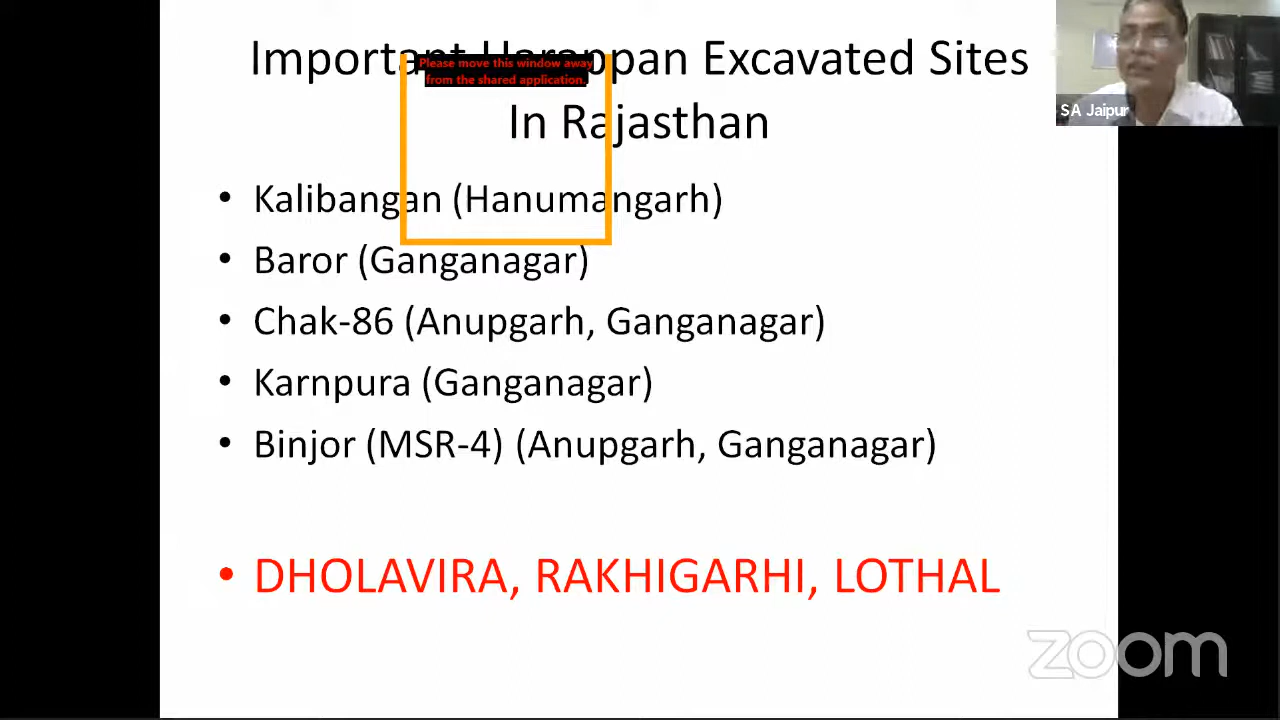 Important Harappan Excavated Sites
In Rajasthan
Please move this window away
from the shared application.
SA Jaipur
• Kalibangan (Hanumangarh)
• Baror (Ganganagar)
• Chak-86 (Anupgarh, Ganganagar)
• Karnpura (Ganganagar)
• Binjor (MSR-4) (Anupgarh, Ganganagar)
• DHOLAVIRA, RAKHIGARHI, LOTHAL
zoom